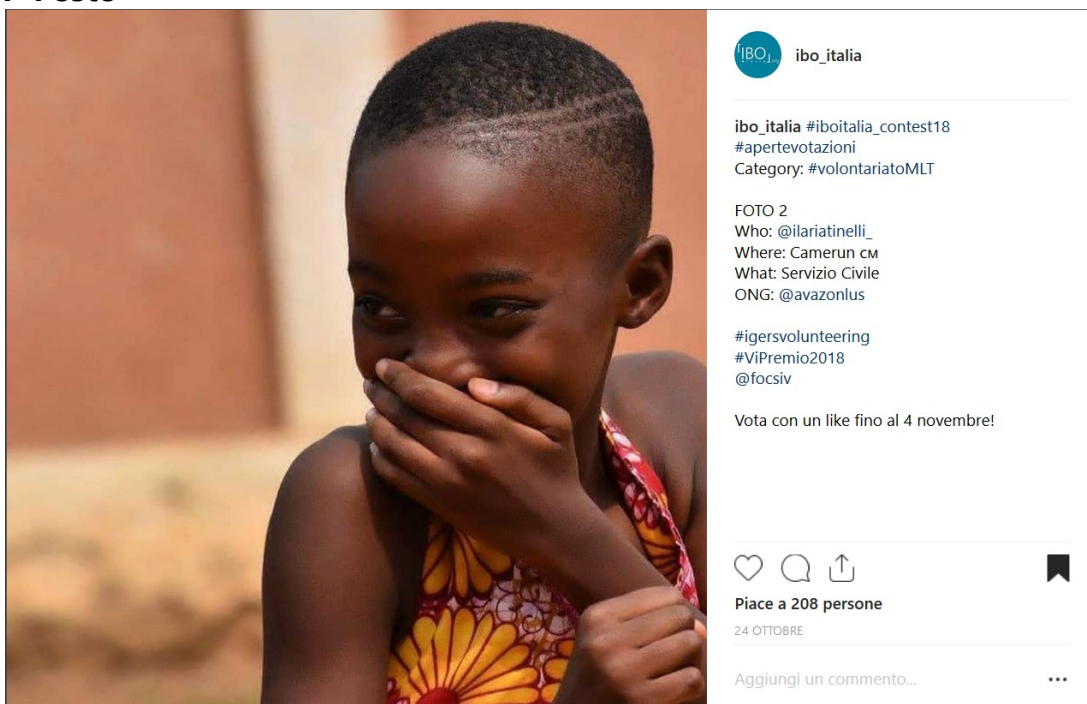 IBO
ibo_italia
ibo_italia #iboitalia_contest18
#apertevotazioni
Category: #volontariatoMLT
FOTO 2
Who: @ilariatinelli_
Where: Camerun CM
What: Servizio Civile
ONG: @avazonlus
#igersvolunteering
#ViPremio2018
@focsiv
Vota con un like fino al 4 novembre!
Piace a 208 persone
24 OTTOBRE
Aggiungi un commento...